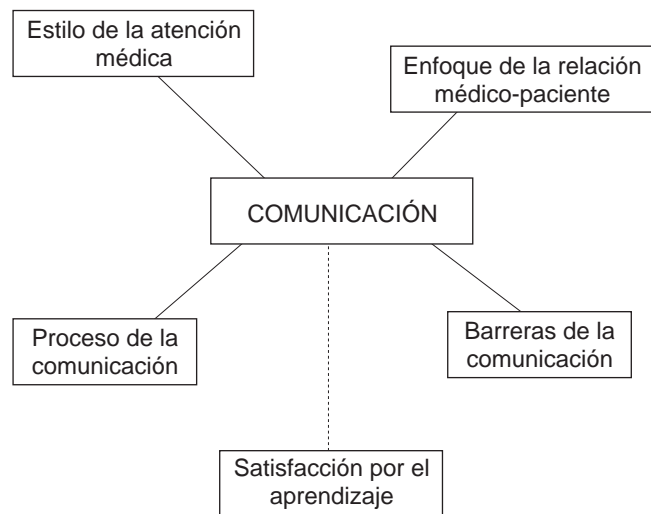 Estilo de la atención
médica
Enfoque de la relación
médico-paciente
COMUNICACIÓN
Proceso de la
comunicación
Barreras de la
comunicación
Satisfacción por el
aprendizaje